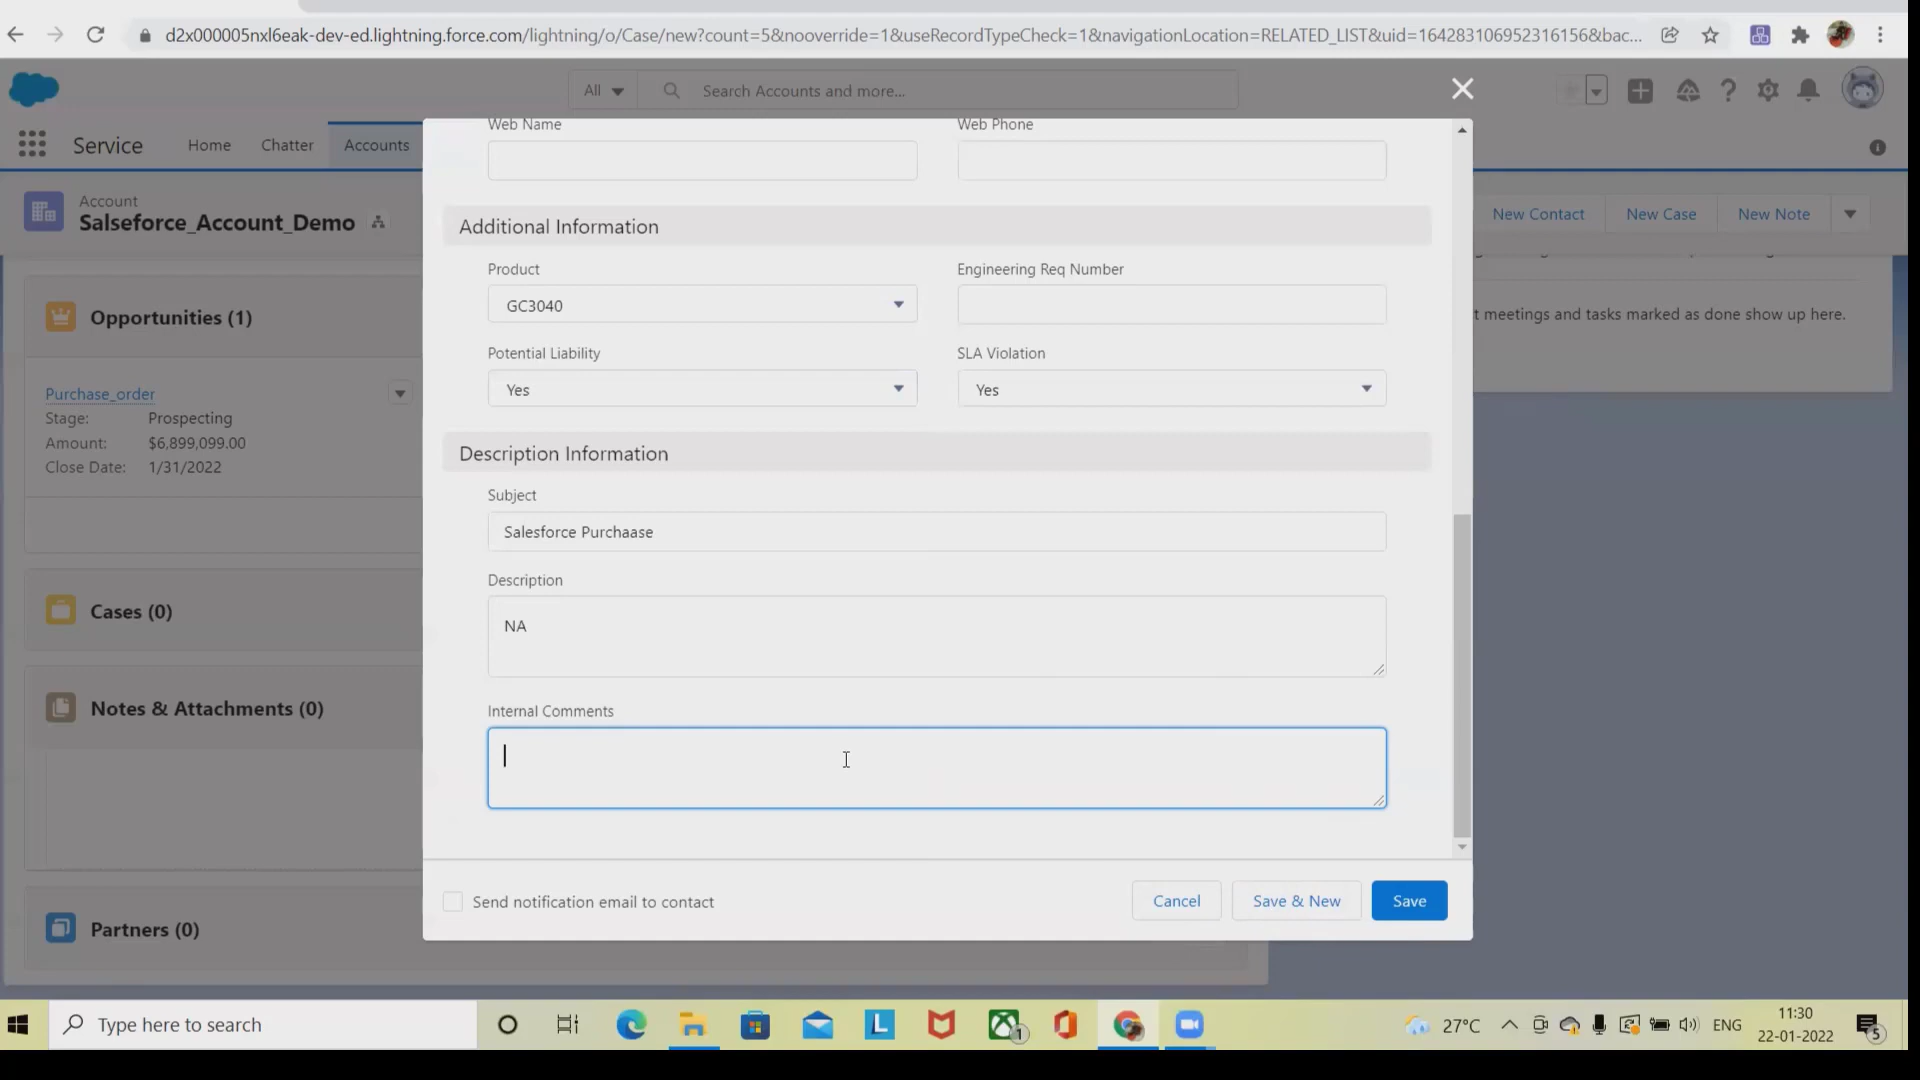 d2x000005nxl6eak-dev-ed.lightning.force.com/lightning/o/Case/new?count=5&nooverride=1&useRecordTypeCheck=1&navigationLocation=RELATED_LIST&uid=164283106952316156&bac...
All
Search Accounts and more...
Service
Home
Chatter
Accounts
Account
Salseforce_Account_Demo
New Contact
New Case
New Note
Opportunities (1)
Purchase_order
Stage: Prospecting
Amount: $6,899,099.00
Close Date: 1/31/2022
Cases (0)
Notes & Attachments (0)
Partners (0)
t meetings and tasks marked as done show up here.
Web Name
Web Phone
Additional Information
Product
Engineering Req Number
GC3040
Potential Liability
SLA Violation
Yes
Yes
Description Information
Subject
Salesforce Purchaase
Description
NA
Internal Comments
Send notification email to contact
Cancel
Save & New
Save
Type here to search
L
1
27°C
ENG
11:30
22-01-2022
5